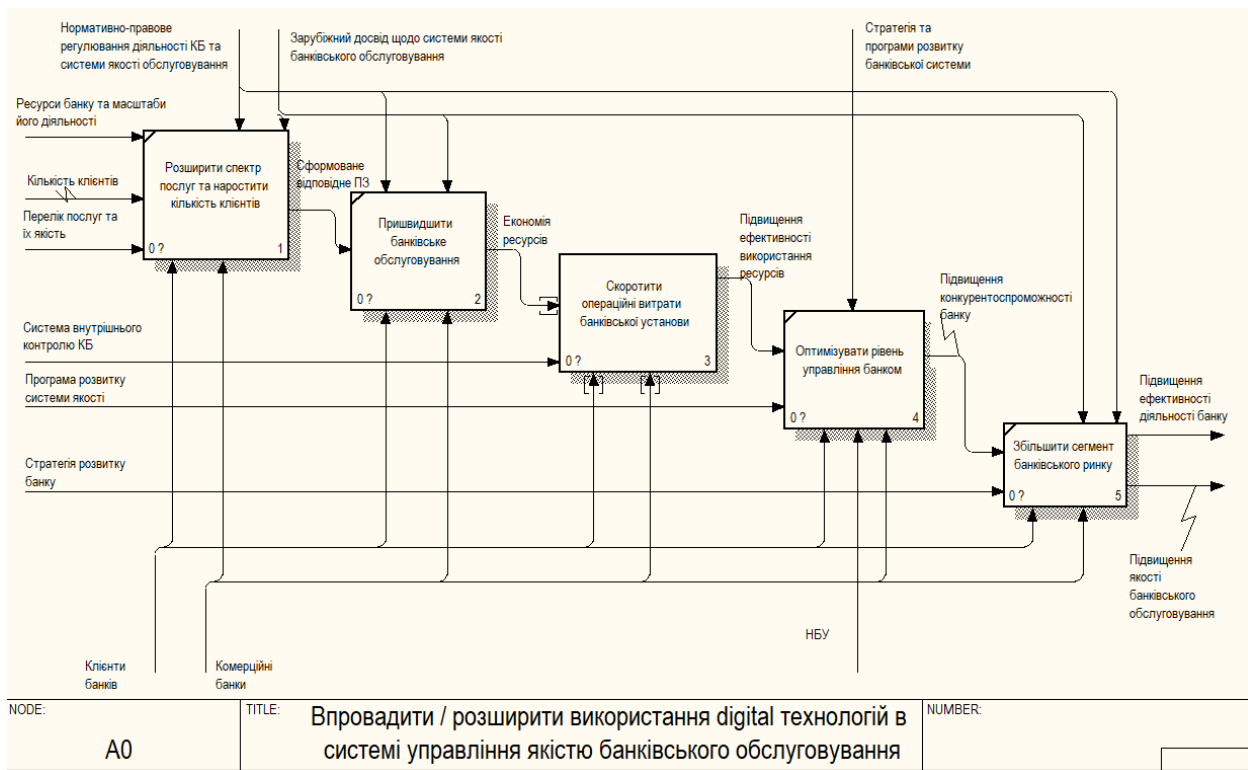 Нормативно-правове
регулювання діяльності КБ та
системи якості обслуговування
Зарубіжний досвід щодо системи якості
банківського обслуговування
Стратегія та
програми розвитку
банківської системи
Ресурси банку та масштаби
його діяльності
Кількість клієнтів
Перелік послуг та
їх якість
Розширити спектр
послуг та наростити
кількість клієнтів
0 ?
1
Сформоване
відповідне ПЗ
Пришвидшити
банківське
обслуговування
0 ?
2
Економія
ресурсів
Скоротити
операційні витрати
банківської установи
0 ?
3
Підвищення
ефективності
використання
ресурсів
Оптимізувати рівень
управління банком
0 ?
4
Підвищення
конкурентоспроможності
банку
Збільшити сегмент
банківського ринку
0 ?
5
Підвищення
ефективності
діяльності банку
Підвищення
якості
банківського
обслуговування
Система внутрішнього
контролю КБ
Програма розвитку
системи якості
Стратегія розвитку
банку
Клієнти
банків
Комерційні
банки
НБУ
NODE:
A0
TITLE:
Впровадити / розширити використання digital технологій в
системі управління якістю банківського обслуговування
NUMBER: